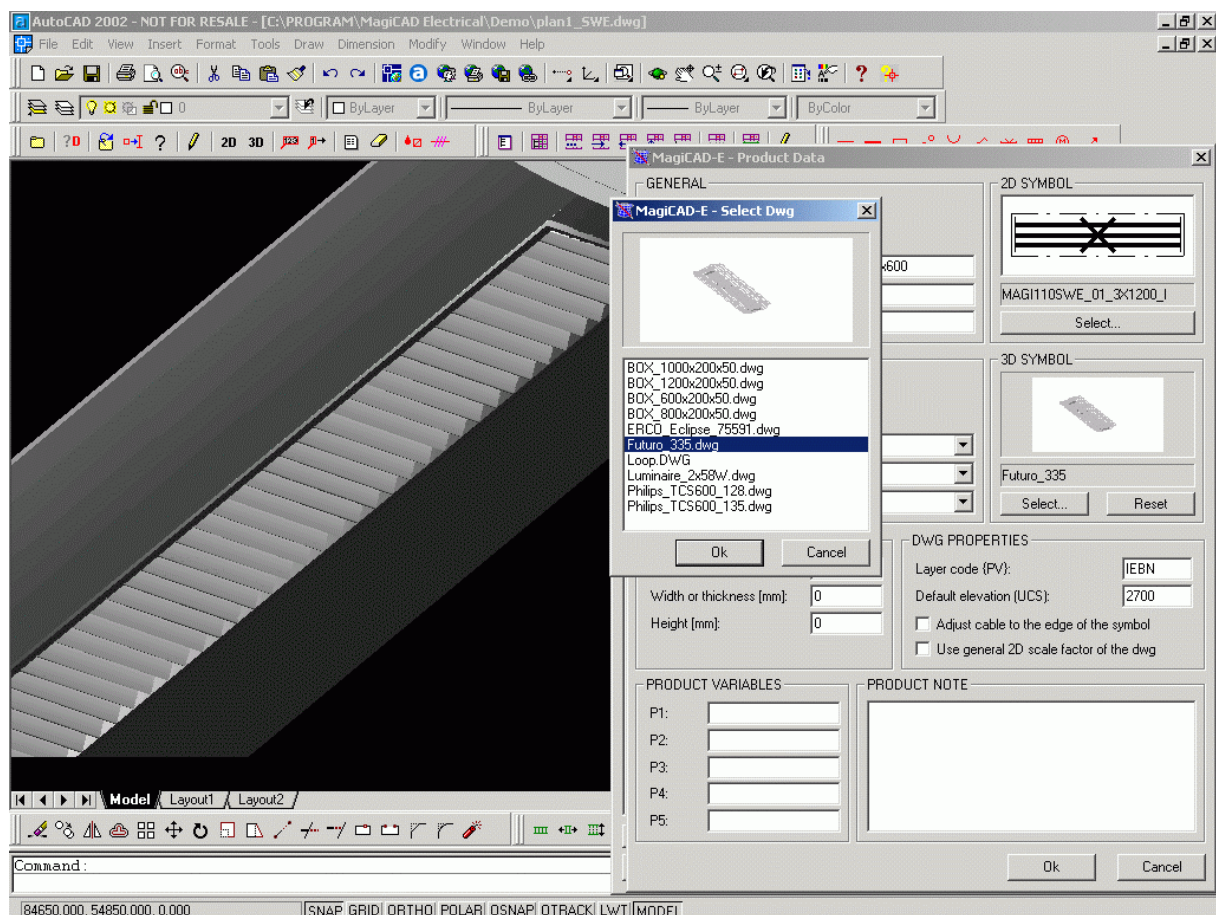 AutoCAD 2002 - NOT FOR RESALE - [C:\PROGRAM\MagiCAD Electrical\Demo\plan1_SWE.dwg]
File Edit View Insert Format Tools Draw Dimension Modify Window Help
0 ByLayer ByLayer ByLayer ByColor
?D ? 2D 3D E
MagiCAD-E - Product Data
GENERAL
x600
2D SYMBOL
MAGI110SWE_01_3X1200_I
Select...
MagiCAD-E - Select Dwg
BOX_1000x200x50.dwg
BOX_1200x200x50.dwg
BOX_600x200x50.dwg
BOX_800x200x50.dwg
ERCO_Eclipse_75591.dwg
Futuro_335.dwg
Loop.DWG
Luminaire_2x58W.dwg
Philips_TCS600_128.dwg
Philips_TCS600_135.dwg
Ok Cancel
3D SYMBOL
Futuro_335
Select... Reset
Width or thickness [mm]: 0
Height [mm]: 0
DWG PROPERTIES
Layer code {PV}: IEBN
Default elevation (UCS): 2700
Adjust cable to the edge of the symbol
Use general 2D scale factor of the dwg
PRODUCT VARIABLES
P1:
P2:
P3:
P4:
P5:
PRODUCT NOTE
Ok Cancel
Model Layout1 Layout2
Command:
84650.000, 54850.000, 0.000 SNAP GRID ORTHO POLAR OSNAP OTRACK LWT MODEL